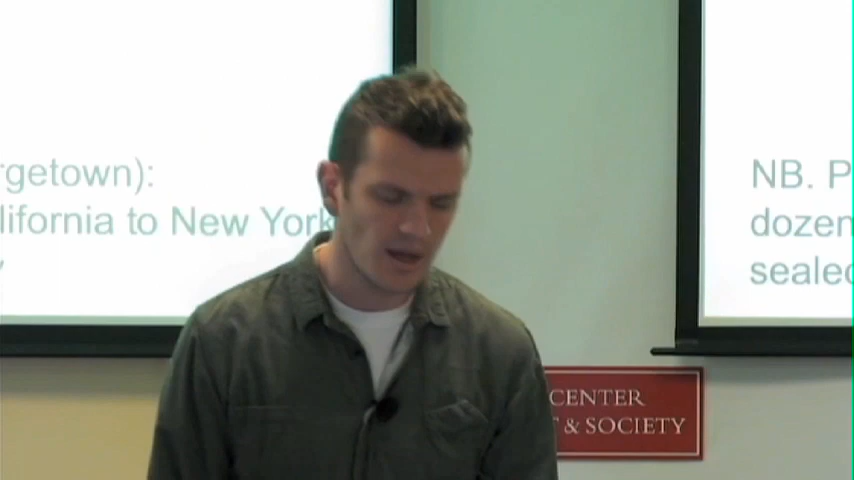 rgetown):
lifornia to New York
NB. P
dozen
sealed
CENTER
T & SOCIETY